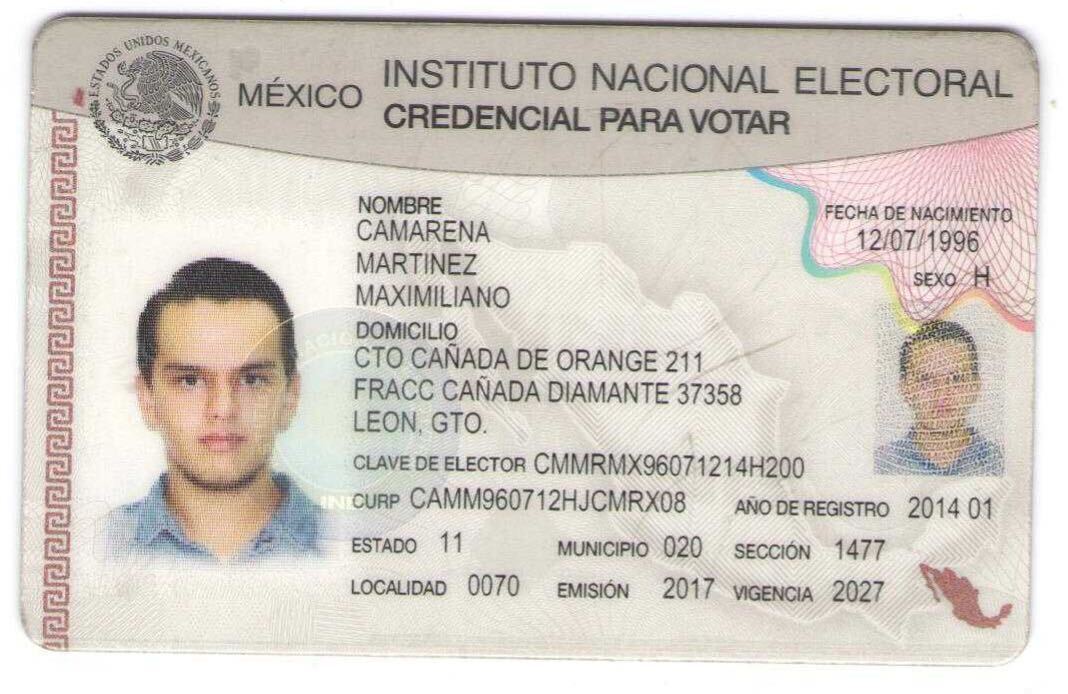 ESTADOS UNIDOS MEXICANOS
MÉXICO
INSTITUTO NACIONAL ELECTORAL
CREDENCIAL PARA VOTAR
NOMBRE
CAMARENA
MARTINEZ
MAXIMILIANO
FECHA DE NACIMIENTO
12/07/1996
SEXO H
DOMICILIO
CTO CAÑADA DE ORANGE 211
FRACC CAÑADA DIAMANTE 37358
LEON, GTO.
CLAVE DE ELECTOR CMMRMX96071214H200
CURP CAMM960712HJCMRX08
AÑO DE REGISTRO 2014 01
ESTADO 11 MUNICIPIO 020 SECCIÓN 1477
LOCALIDAD 0070 EMISIÓN 2017 VIGENCIA 2027